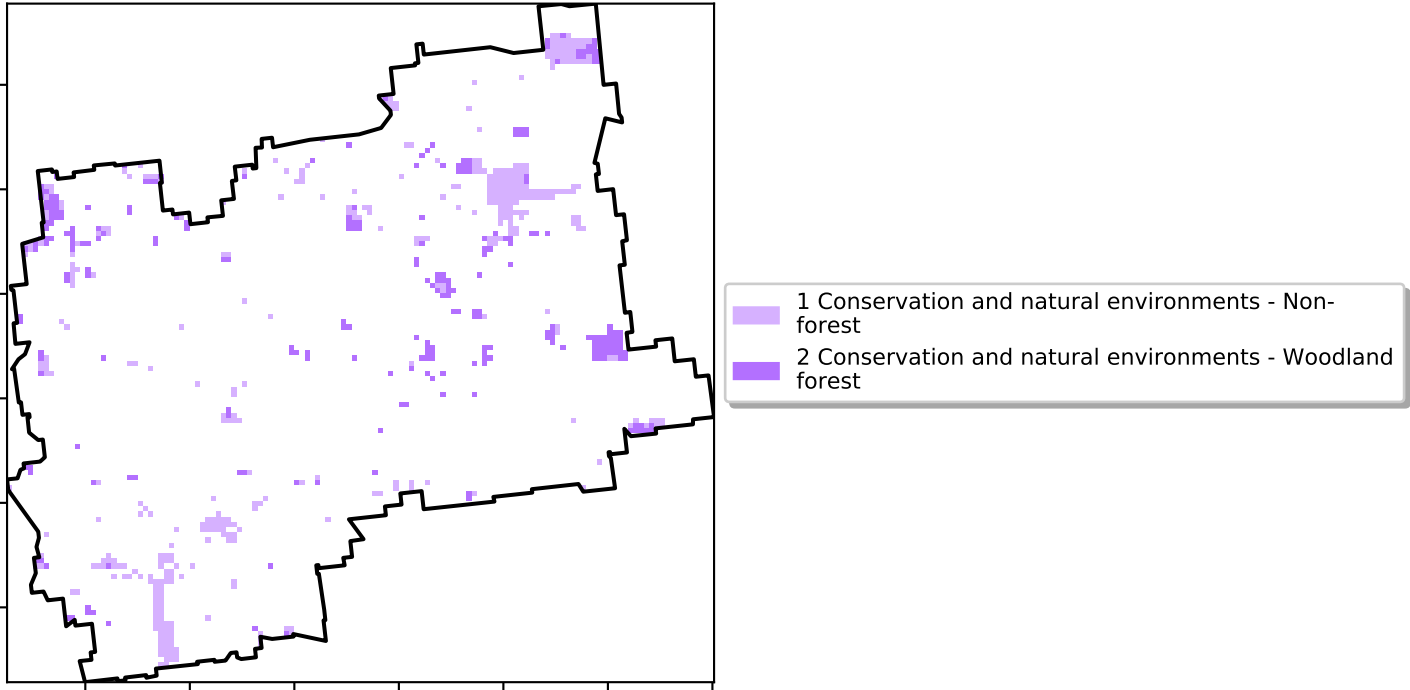 1 Conservation and natural environments - Non-
forest
2 Conservation and natural environments - Woodland
forest